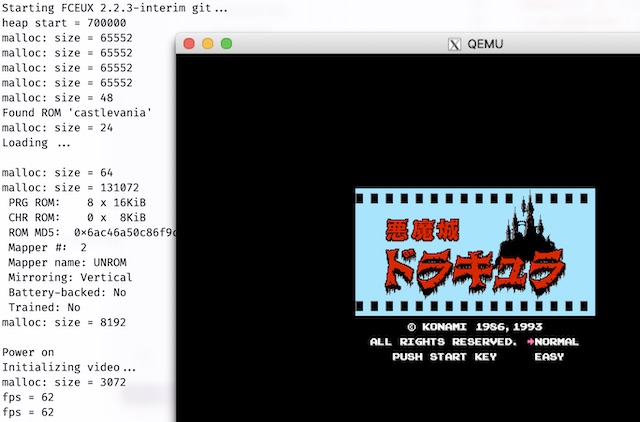 Starting FCEUX 2.2.3-interim git...
heap start = 700000
malloc: size = 65552
malloc: size = 65552
malloc: size = 65552
malloc: size = 65552
malloc: size = 48
Found ROM 'castlevania'
malloc: size = 24
Loading ...
malloc: size = 64
malloc: size = 131072
PRG ROM: 8 x 16KiB
CHR ROM: 0 x 8KiB
ROM MD5: 0x6ac46a50c86f9c
Mapper #: 2
Mapper name: UNROM
Mirroring: Vertical
Battery-backed: No
Trained: No
malloc: size = 8192
Power on
Initializing video...
malloc: size = 3072
fps = 62
fps = 62
X QEMU
悪魔城
ドラキュラ
© KONAMI 1986,1993
ALL RIGHTS RESERVED. ➔NORMAL
PUSH START KEY EASY